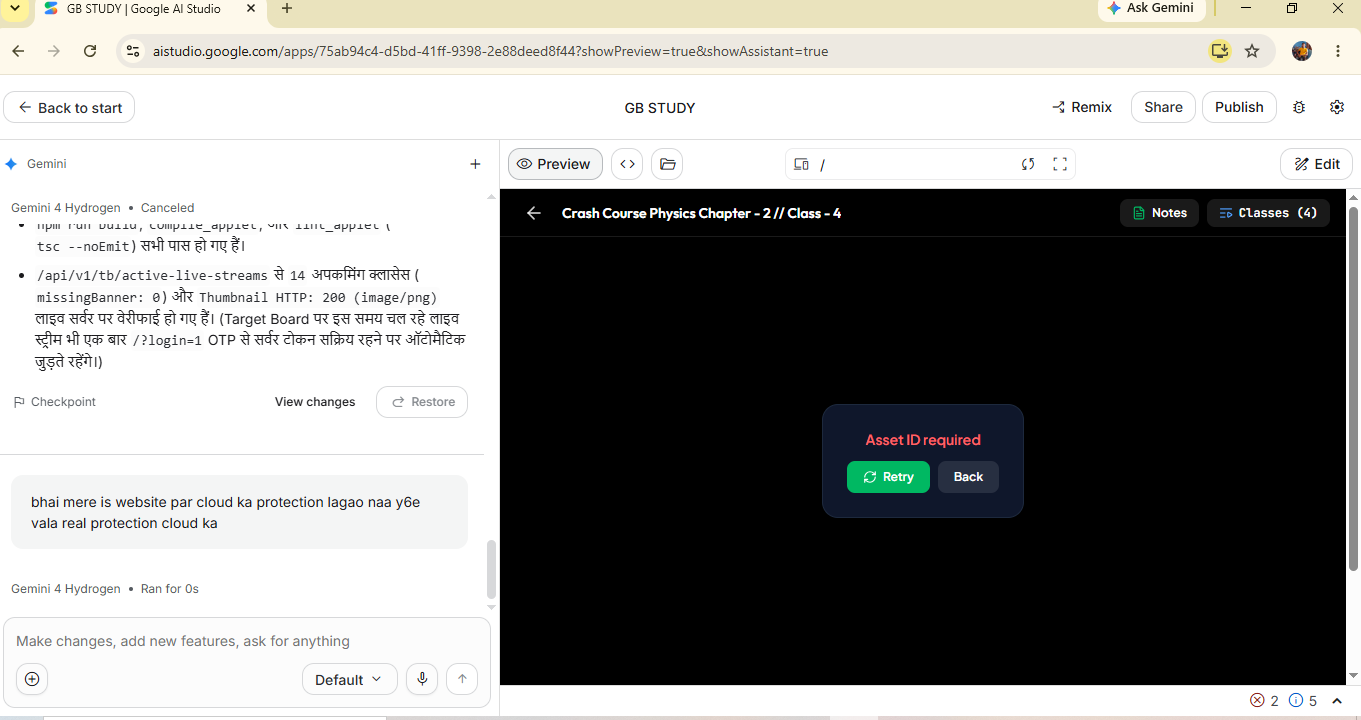 GB STUDY | Google AI Studio
Ask Gemini
aistudio.google.com/apps/75ab94c4-d5bd-41ff-9398-2e88deed8f44?showPreview=true&showAssistant=true
Back to start
GB STUDY
Remix
Share
Publish
Gemini
Preview
/
Edit
Gemini 4 Hydrogen • Canceled
npm run build, compile_applet, और lint_applet (
tsc --noEmit) सभी पास हो गए हैं।
/api/v1/tb/active-live-streams से 14 अपकमिंग क्लासेस (
missingBanner: 0) और Thumbnail HTTP: 200 (image/png)
लाइव सर्वर पर वेरीफाई हो गए हैं। (Target Board पर इस समय चल रहे लाइव
स्ट्रीम भी एक बार /?login=1 OTP से सर्वर टोकन सक्रिय रहने पर ऑटोमैटिक
जुड़ते रहेंगे।)
Checkpoint
View changes
Restore
bhai mere is website par cloud ka protection lagao naa y6e
vala real protection cloud ka
Gemini 4 Hydrogen • Ran for 0s
Make changes, add new features, ask for anything
Default
Crash Course Physics Chapter - 2 // Class - 4
Notes
Classes (4)
Asset ID required
Retry
Back
2
5